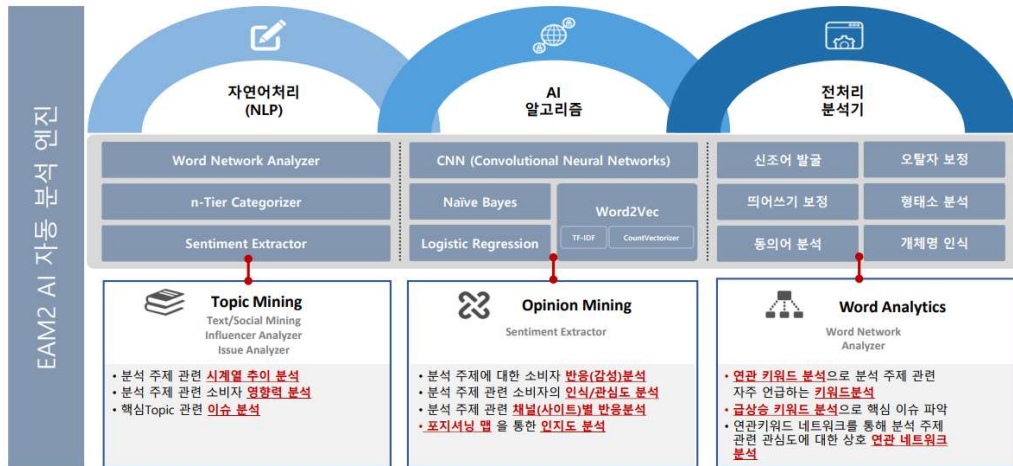 EAM2 AI 자동 분석 엔진
자연어처리
(NLP)
AI
알고리즘
전처리
분석기
Word Network Analyzer
n-Tier Categorizer
Sentiment Extractor
CNN (Convolutional Neural Networks)
Naïve Bayes
Logistic Regression
Word2Vec
TF-IDF
CountVectorizer
신조어 발굴
오탈자 보정
띄어쓰기 보정
형태소 분석
동의어 분석
개체명 인식
Topic Mining
Text/Social Mining
Influencer Analyzer
Issue Analyzer
• 분석 주제 관련 시계열 추이 분석
• 분석 주제 관련 소비자 영향력 분석
• 핵심Topic 관련 이슈 분석
Opinion Mining
Sentiment Extractor
• 분석 주제에 대한 소비자 반응(감성)분석
• 분석 주제 관련 소비자의 인식/관심도 분석
• 분석 주제 관련 채널(사이트)별 반응분석
• 포지셔닝 맵 을 통한 인지도 분석
Word Analytics
Word Network
Analyzer
• 연관 키워드 분석으로 분석 주제 관련
자주 언급하는 키워드분석
• 급상승 키워드 분석으로 핵심 이슈 파악
• 연관키워드 네트워크를 통해 분석 주제
관련 관심도에 대한 상호 연관 네트워크
분석